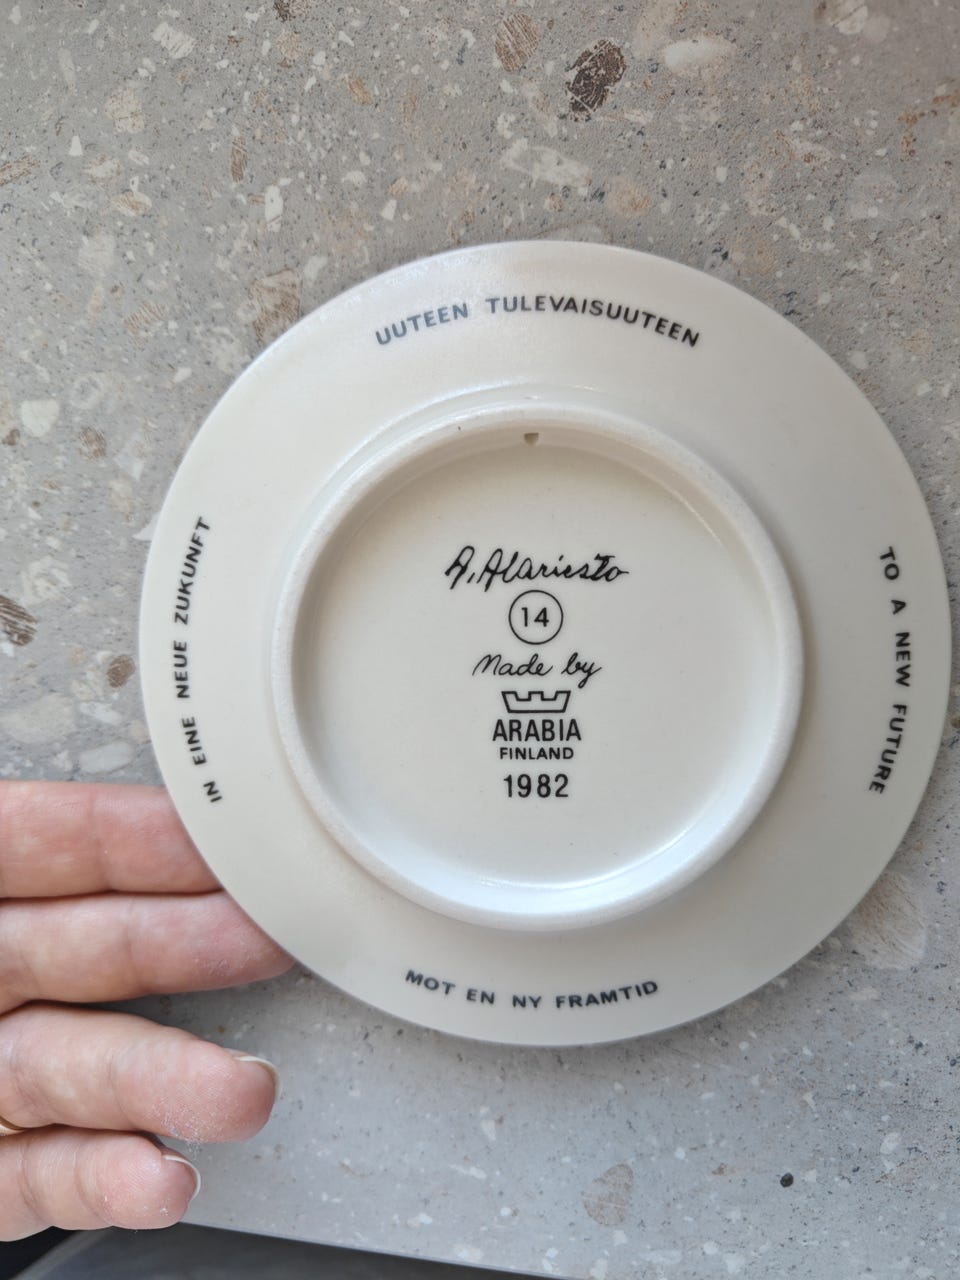 UUTEEN TULEVAISUUTEEN
TO A NEW FUTURE
MOT EN NY FRAMTID
IN EINE NEUE ZUKUNFT
A. Alariesto
14
Made by
ARABIA
FINLAND
1982